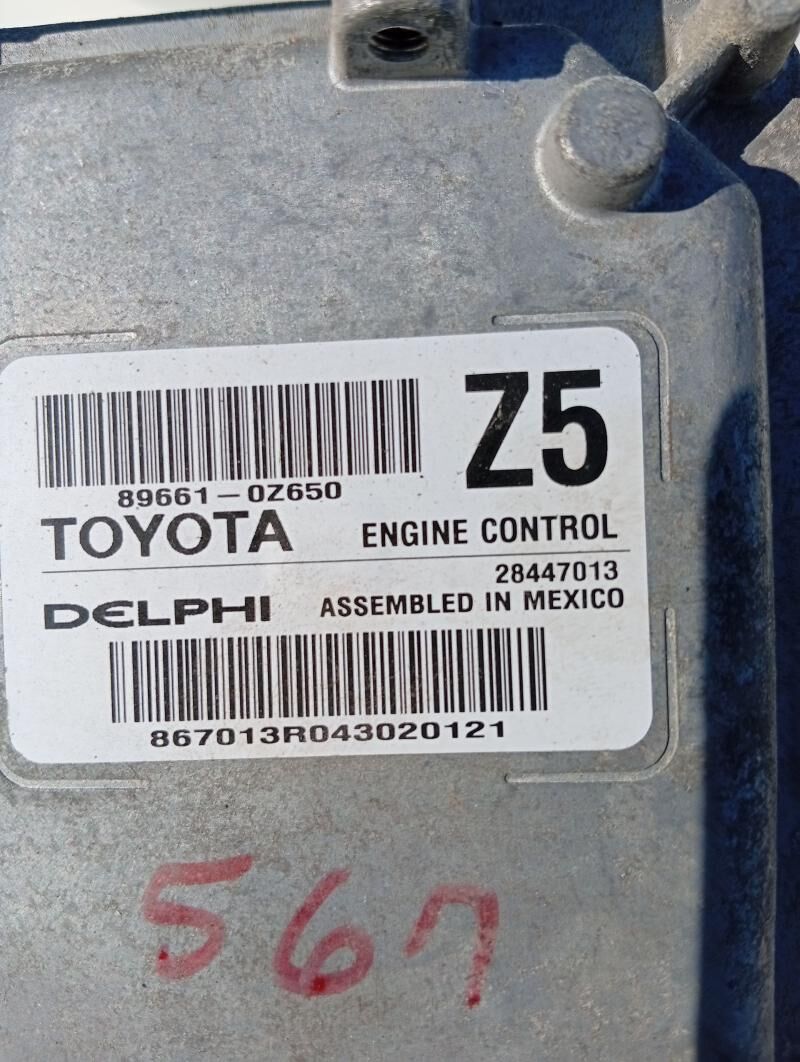 Z5
89661-0Z650
TOYOTA ENGINE CONTROL
28447013
DELPHI ASSEMBLED IN MEXICO
867013R043020121
567